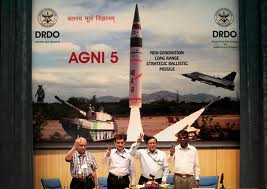 बलस्य मूलं विज्ञानम्
DRDO
DRDO
AGNI 5
NEW GENERATION
LONG RANGE
STRATEGIC BALLISTIC
MISSILE